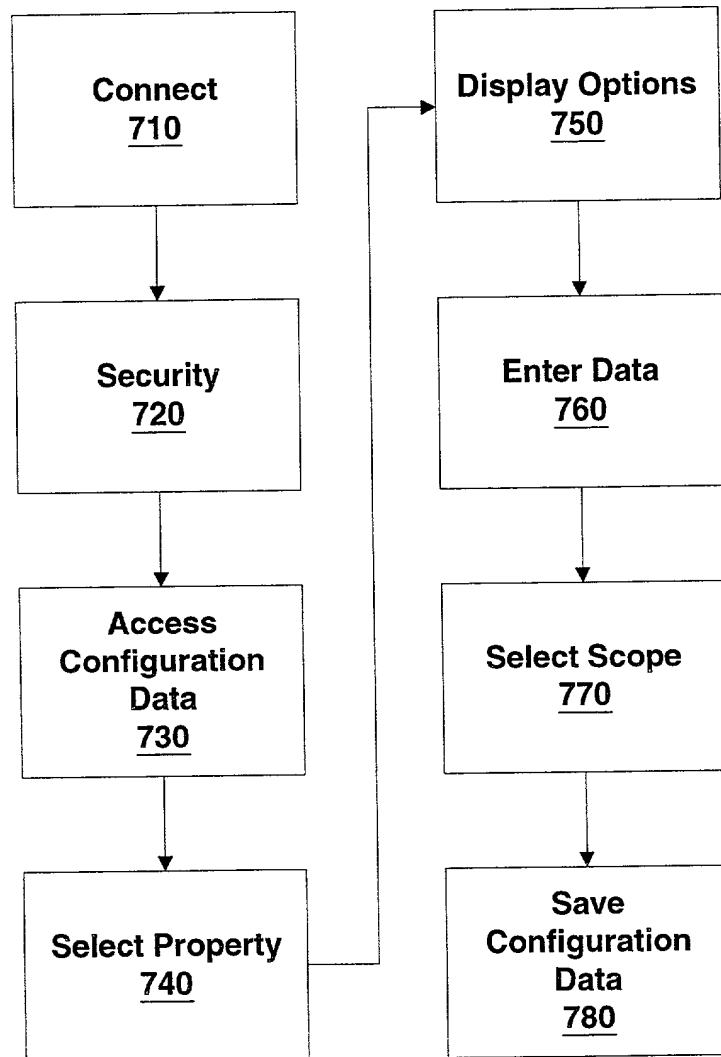 Connect
710
Security
720
Access
Configuration
Data
730
Select Property
740
Display Options
750
Enter Data
760
Select Scope
770
Save
Configuration
Data
780